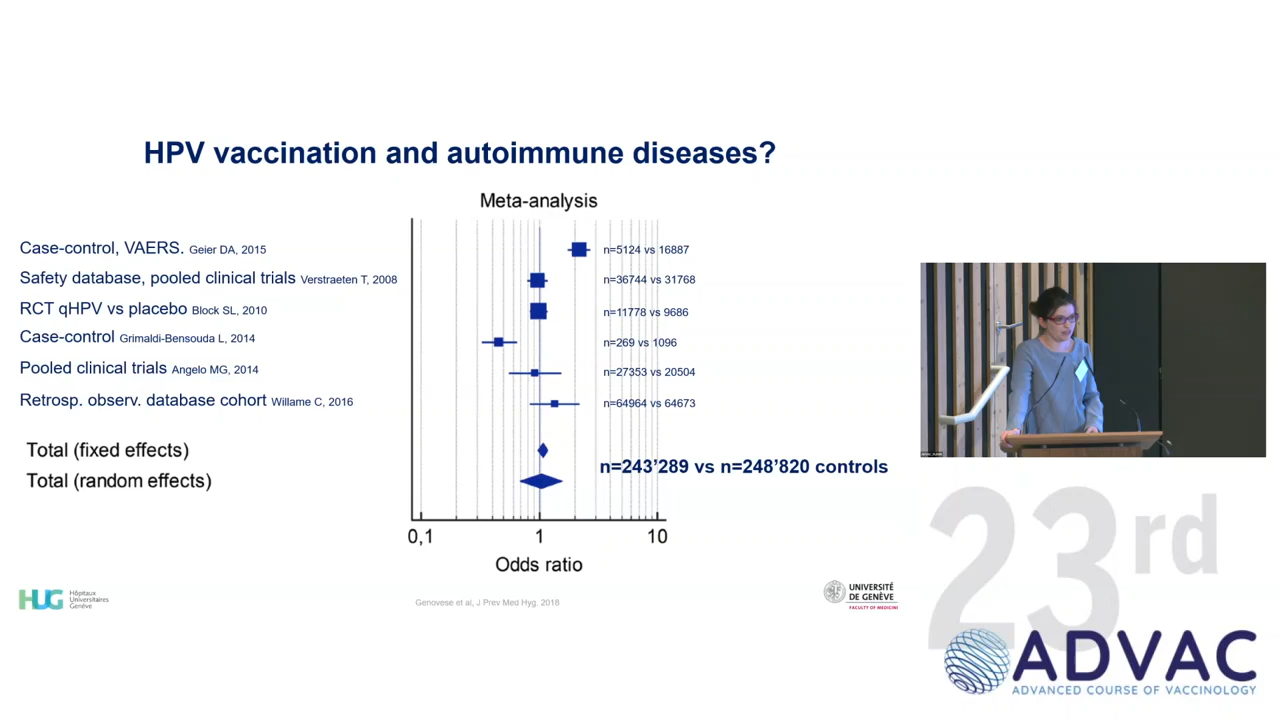 HPV vaccination and autoimmune diseases?
Meta-analysis
Case-control, VAERS. Geier DA, 2015
n=5124 vs 16887
Safety database, pooled clinical trials Verstraeten T, 2008
n=36744 vs 31768
RCT qHPV vs placebo Block SL, 2010
n=11778 vs 9686
Case-control Grimaldi-Bensouda L, 2014
n=269 vs 1096
Pooled clinical trials Angelo MG, 2014
n=27353 vs 20504
Retrosp. observ. database cohort Willame C, 2016
n=64964 vs 64673
Total (fixed effects)
n=243’289 vs n=248’820 controls
Total (random effects)
0,1 1 10
Odds ratio
HUG
Hôpitaux
Universitaires
Genève
Genovese et al, J Prev Med Hyg. 2018
UNIVERSITÉ
DE GENÈVE
FACULTY OF MEDICINE
23rd
ADVAC
ADVANCED COURSE OF VACCINOLOGY